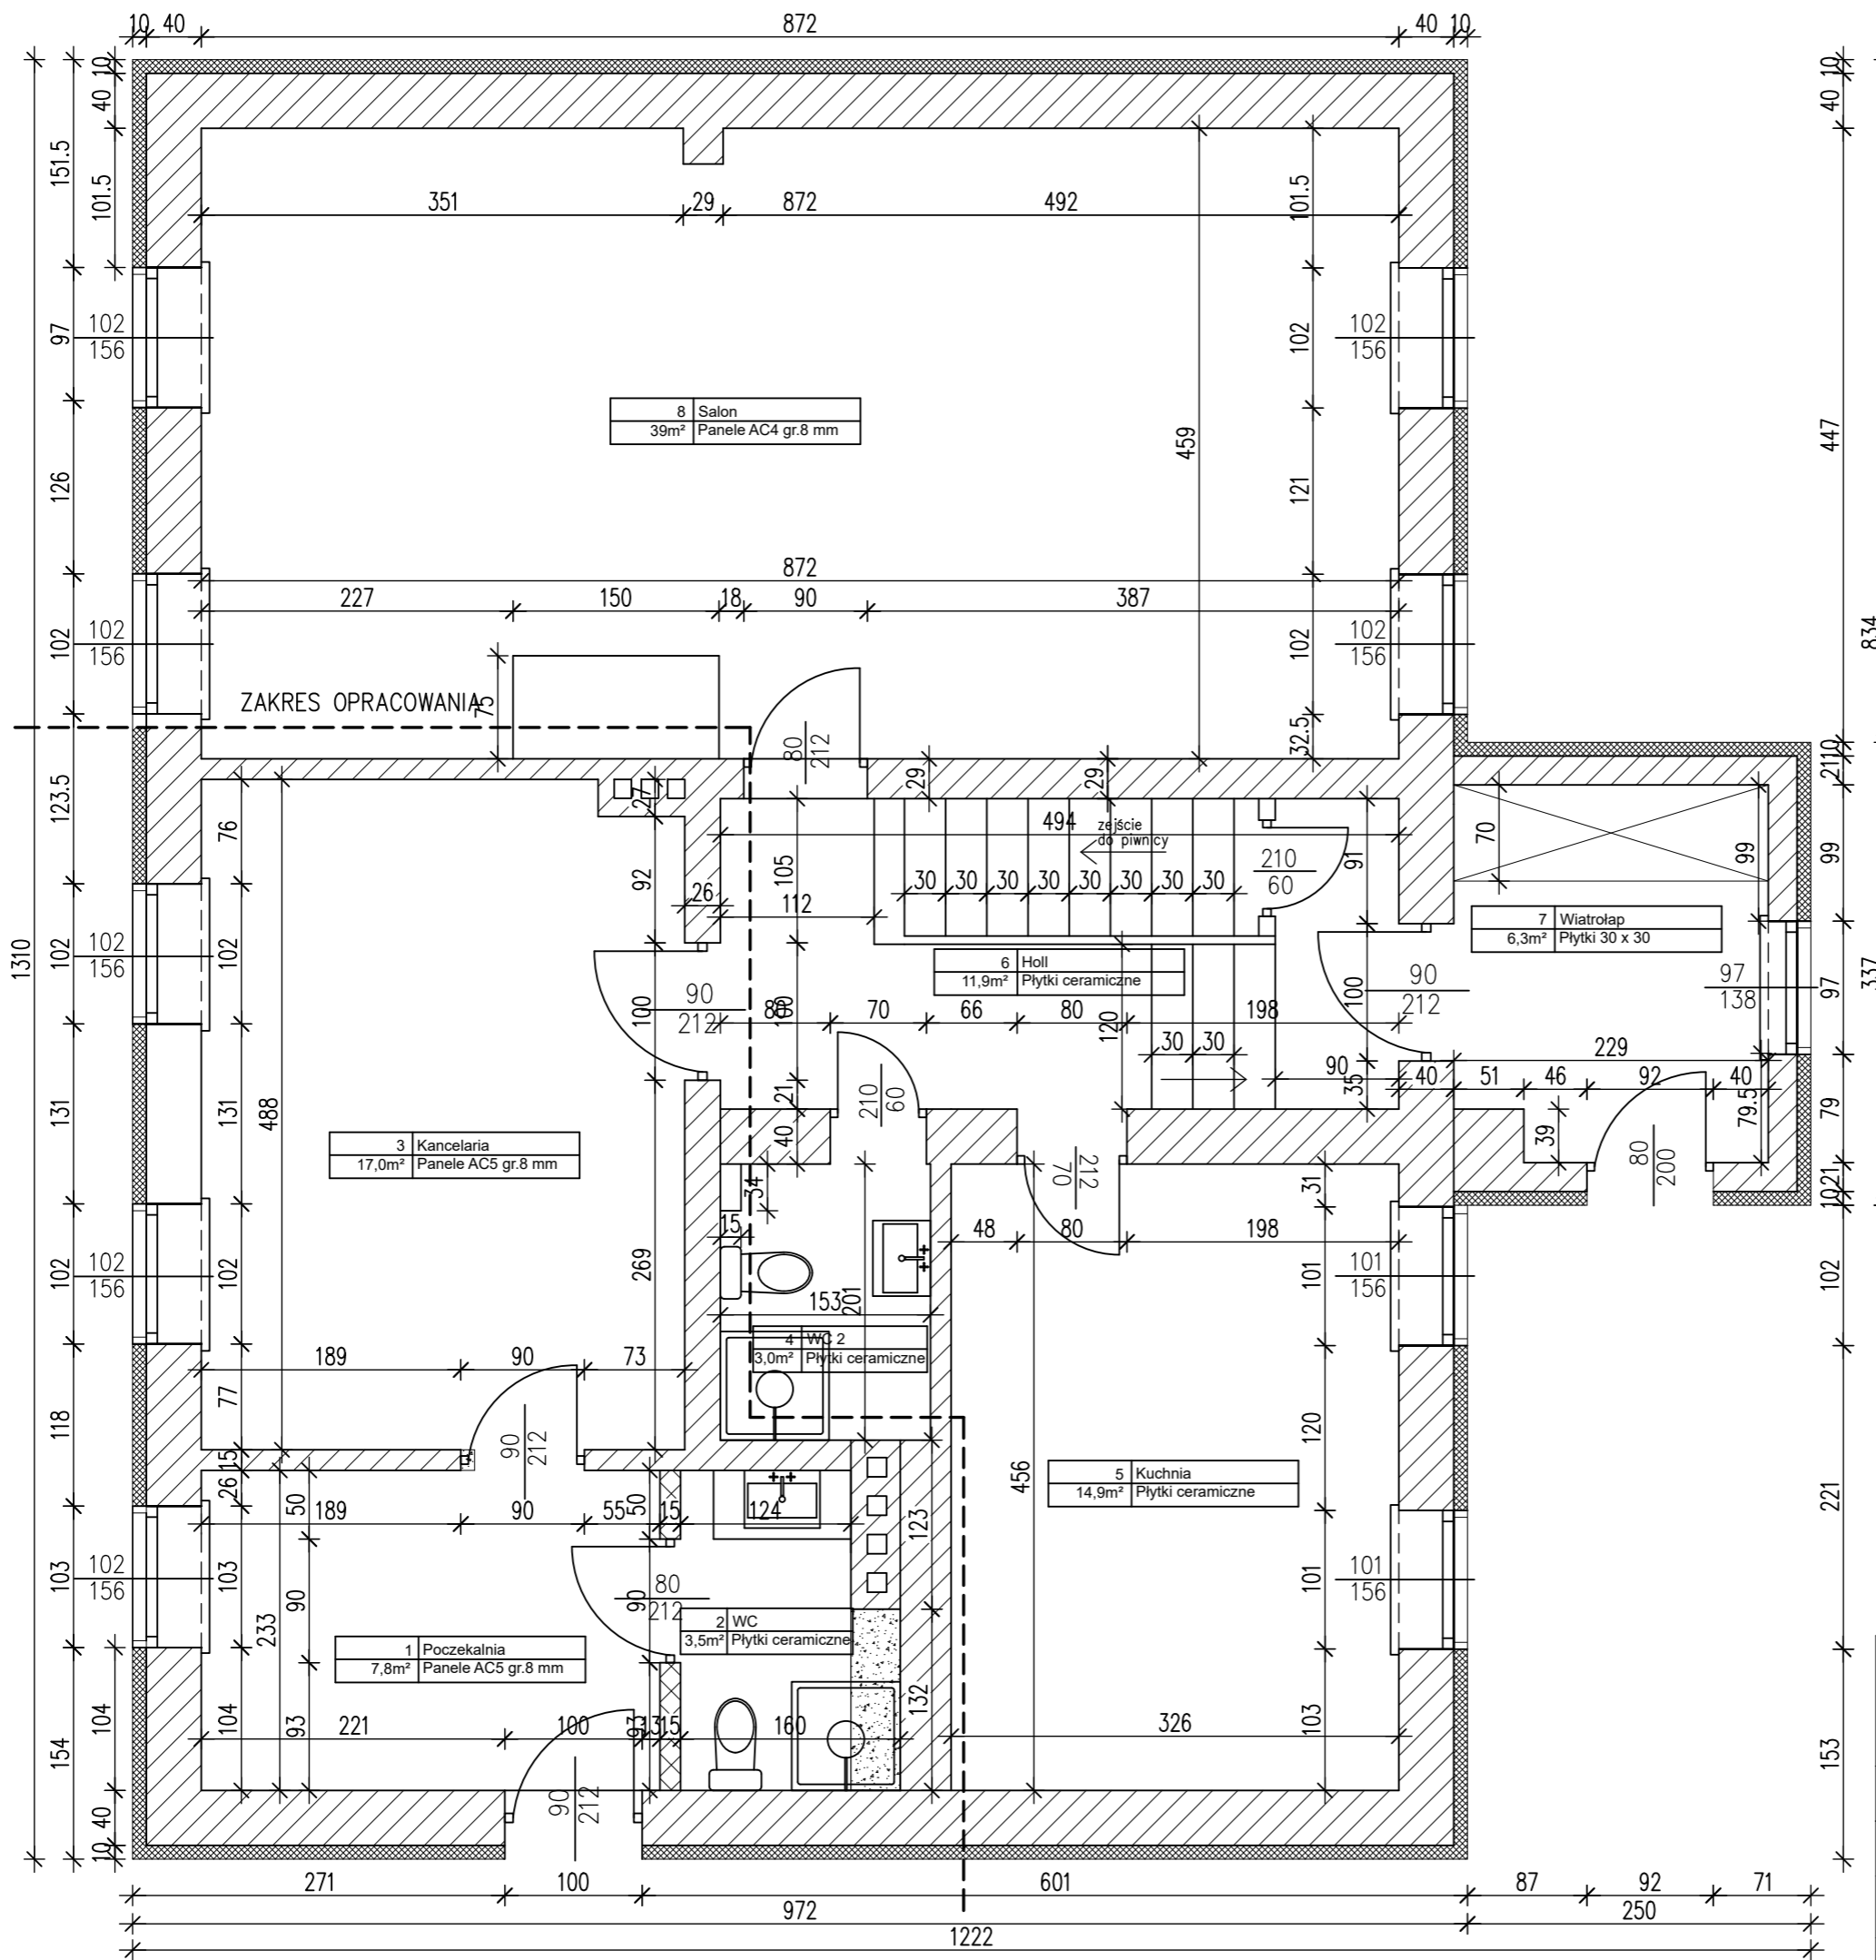 10 40 872 40 10
10 10
40 40
151.5 101.5 101.5
351 29 872 492
97 102 102 102
156 156
8 Salon
39m² Panele AC4 gr.8 mm
459 447
126 121
872
227 150 18 90 387
102 102 102 102
156 156
834
ZAKRES OPRACOWANIA
75 80 32.5
212
2110
123.5 27 29 29
76 494 zejście
do piwnicy
70 99 99
92 105 91
30 30 30 30 30 30 30 30
210
60
26 112
7 Wiatrołap
6,3m² Płytki 30 x 30
1310
102 102 102
156
6 Holl
11,9m² Płytki ceramiczne
90
212
100 100
90
212
100
97
138
97 337
80 70 66 80 198
120
30 30
229
90 40 51 46 92 40
131 131 488
21 210
60
35
79.5 79
3 Kancelaria
17,0m² Panele AC5 gr.8 mm
40 39
80
200
212
70
34 31 1021
15 48 80 198
102 102 102
156
269
101 101
156
102
153 201
4 WC 2
3,0m² Płytki ceramiczne
189 90 73
118 77
90
212
120
15
26 50
456
5 Kuchnia
14,9m² Płytki ceramiczne
221
189 90 55 50 15 124
123
103 102
156
103
233 90
80
212
90
101
156
101
2 WC
3,5m² Płytki ceramiczne
1 Poczekalnia
7,8m² Panele AC5 gr.8 mm
154 104 104 93
221 100 93 13 15 160
132 326 103
153
90
212
40
10
271 100 601 87 92 71
972 250
1222